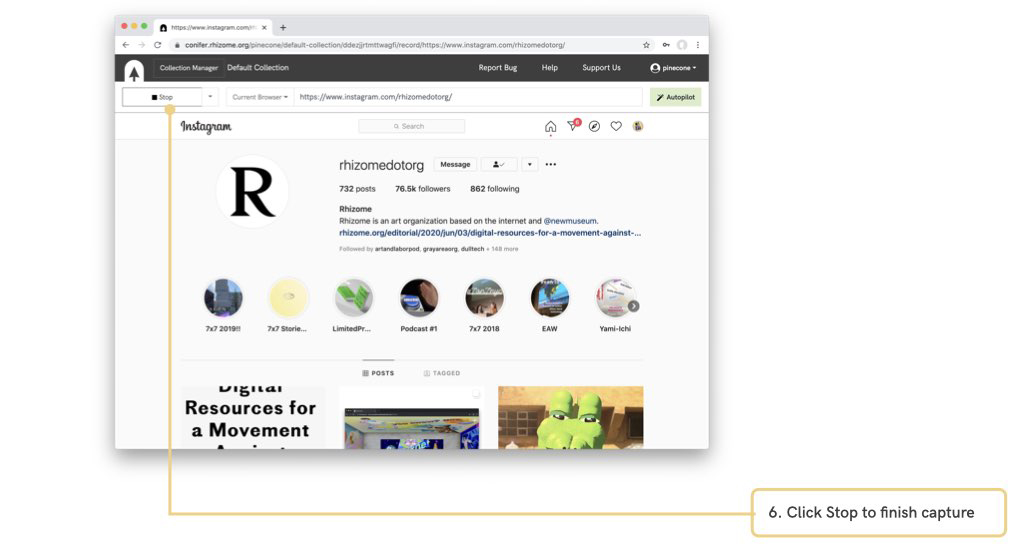 https://www.instagram.com/rh
conifer.rhizome.org/pinecone/default-collection/ddezjjrtmttwagfi/record/https://www.instagram.com/rhizomedotorg/
Collection Manager Default Collection Report Bug Help Support Us pinecone
Stop Current Browser https://www.instagram.com/rhizomedotorg/ Autopilot
Instagram Search 6
rhizomedotorg Message
732 posts 76.5k followers 862 following
R
Rhizome
Rhizome is an art organization based on the internet and @newmuseum.
rhizome.org/editorial/2020/jun/03/digital-resources-for-a-movement-against-...
Followed by artandlaborpod, grayareaorg, dulltech + 148 more
7x7 2019!! 7x7 Storie... LimitedPr... Podcast #1 7x7 2018 EAW Yami-Ichi
POSTS TAGGED
Digital
Resources for
a Movement
6. Click Stop to finish capture